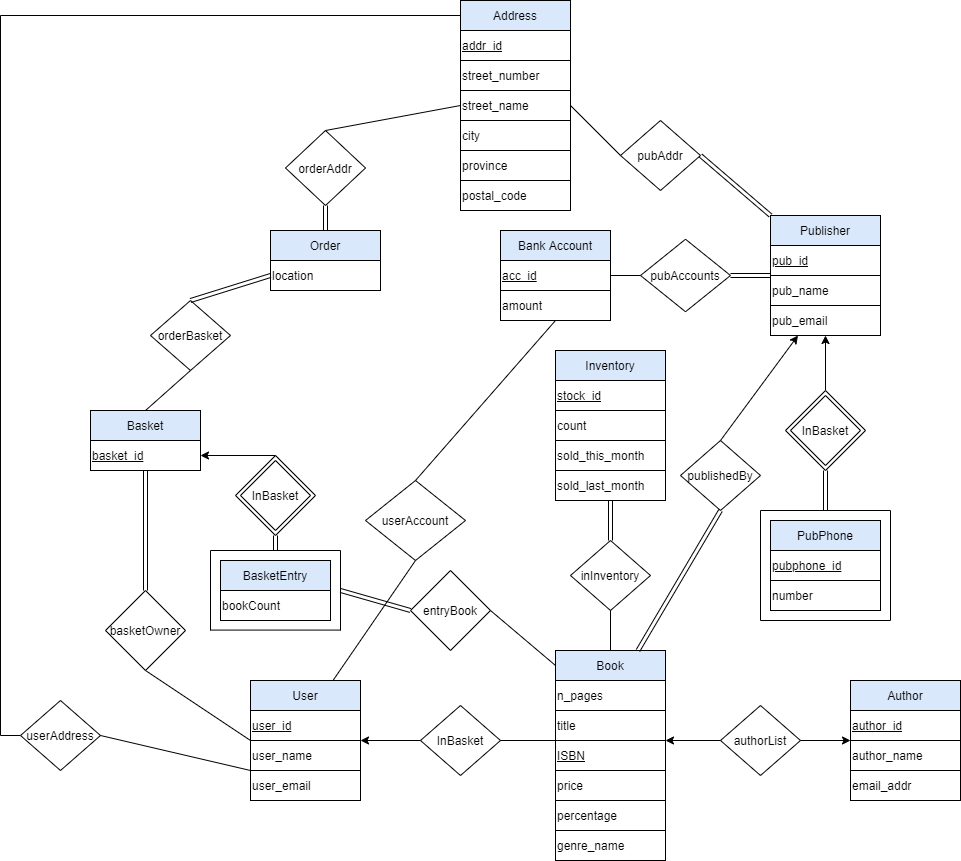 Address
addr_id
street_number
street_name
city
province
postal_code
orderAddr
pubAddr
Order
location
Bank Account
acc_id
amount
pubAccounts
Publisher
pub_id
pub_name
pub_email
orderBasket
Inventory
stock_id
count
sold_this_month
sold_last_month
Basket
basket_id
InBasket
InBasket
publishedBy
userAccount
PubPhone
pubphone_id
number
BasketEntry
bookCount
inInventory
entryBook
basketOwner
Book
n_pages
title
ISBN
price
percentage
genre_name
User
user_id
user_name
user_email
userAddress
InBasket
authorList
Author
author_id
author_name
email_addr